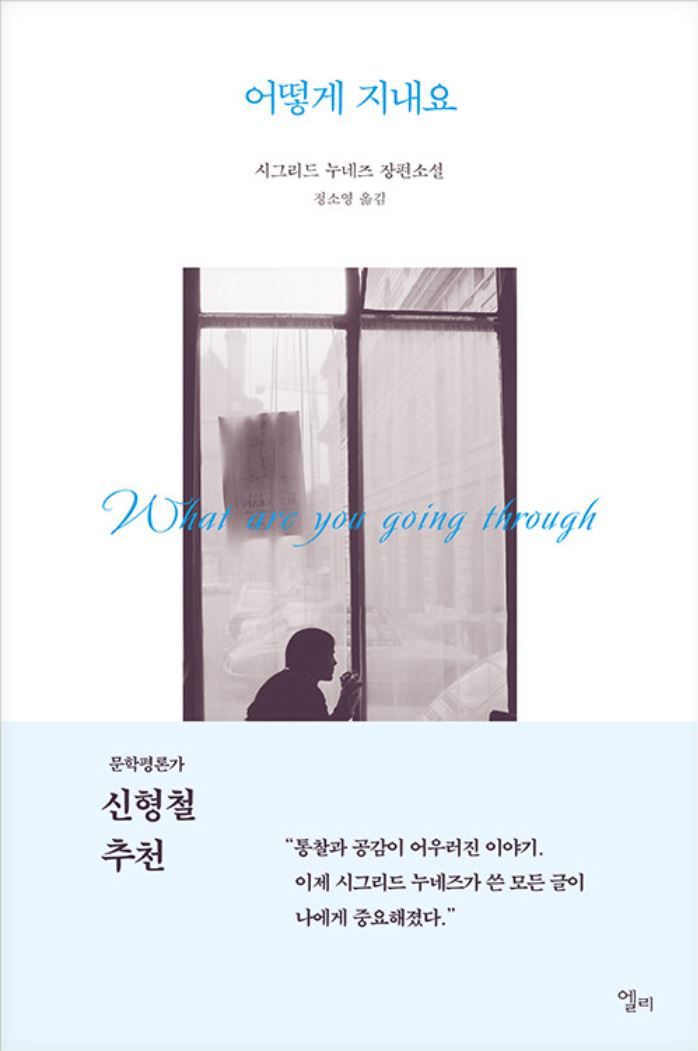 어떻게 지내요
시그리드 누네즈 장편소설
정소영 옮김
What are you going through
문학평론가
신형철
추천
“통찰과 공감이 어우러진 이야기.
이제 시그리드 누네즈가 쓴 모든 글이
나에게 중요해졌다.”
엘리